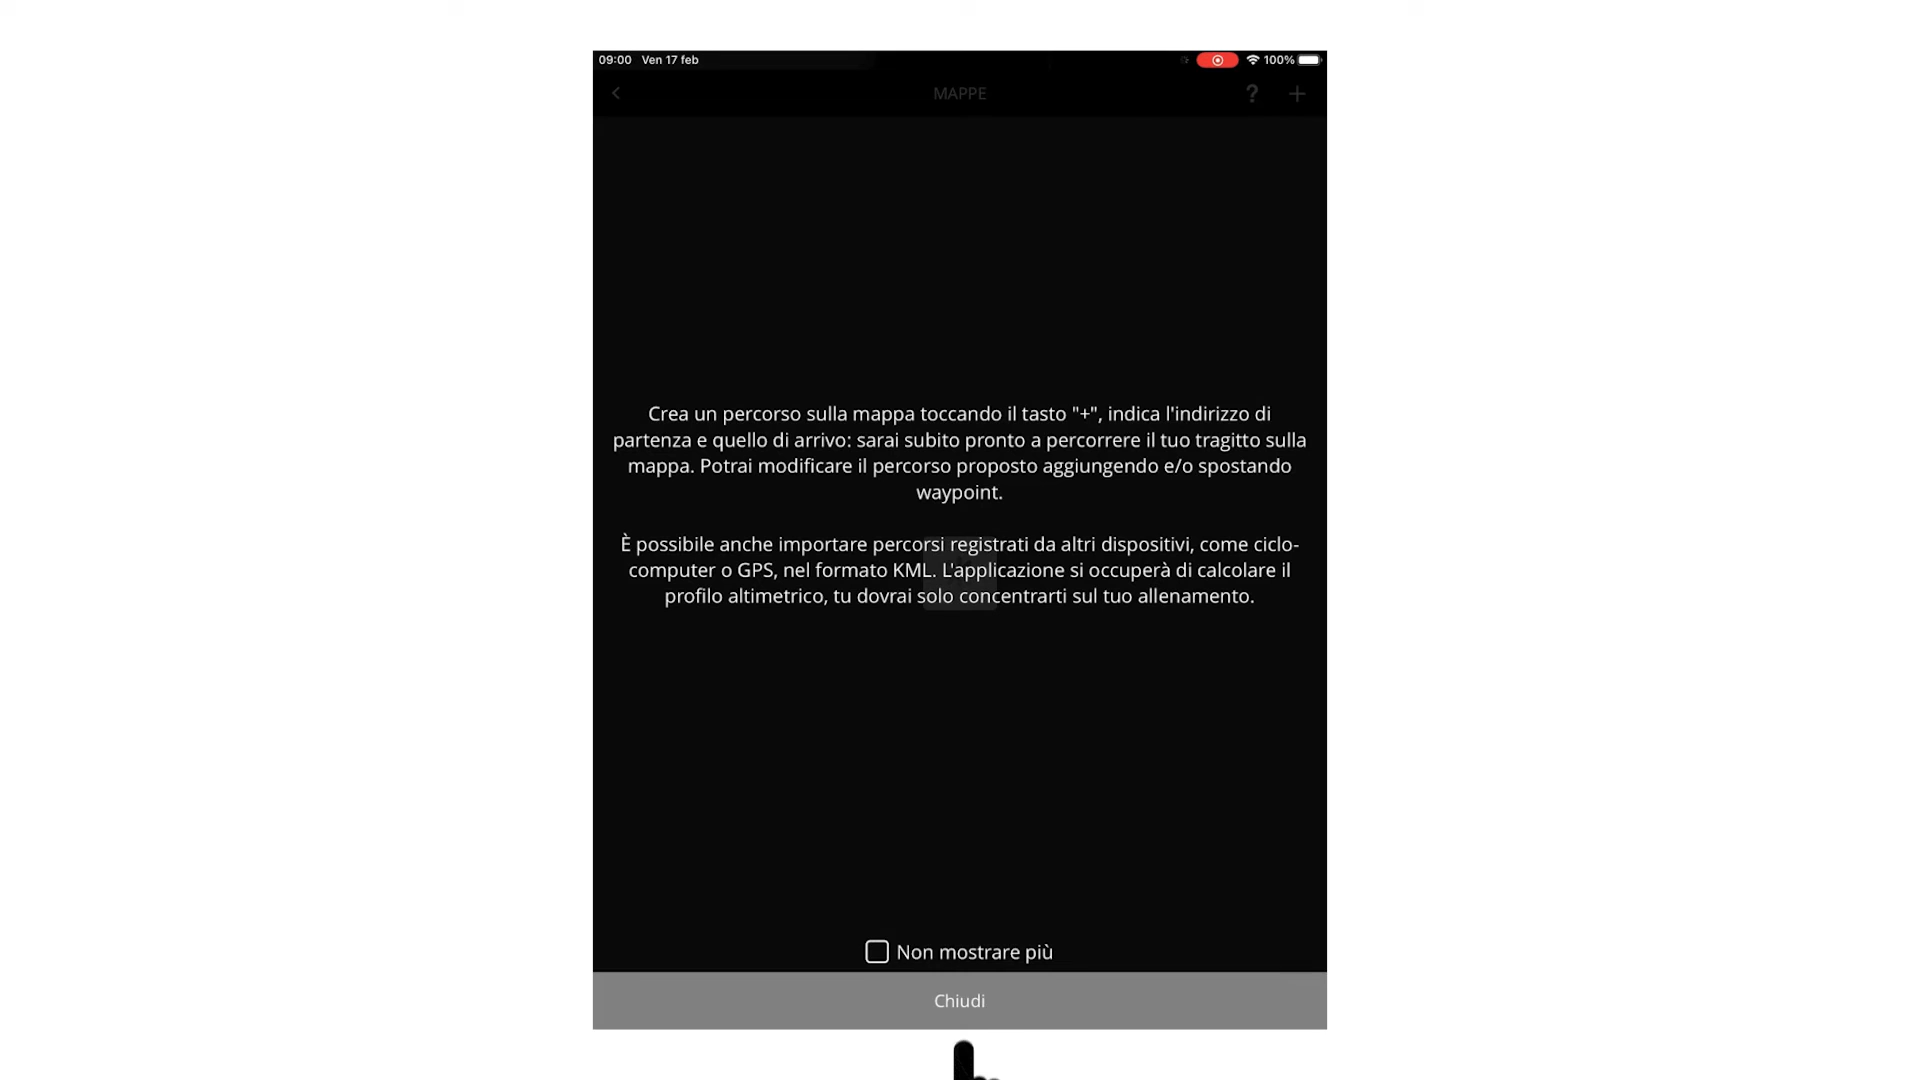 09:00 Ven 17 feb 100%
MAPPE ? +
Crea un percorso sulla mappa toccando il tasto "+", indica l'indirizzo di
partenza e quello di arrivo: sarai subito pronto a percorrere il tuo tragitto sulla
mappa. Potrai modificare il percorso proposto aggiungendo e/o spostando
waypoint.
È possibile anche importare percorsi registrati da altri dispositivi, come ciclo-
computer o GPS, nel formato KML. L'applicazione si occuperà di calcolare il
profilo altimetrico, tu dovrai solo concentrarti sul tuo allenamento.
Non mostrare più
Chiudi